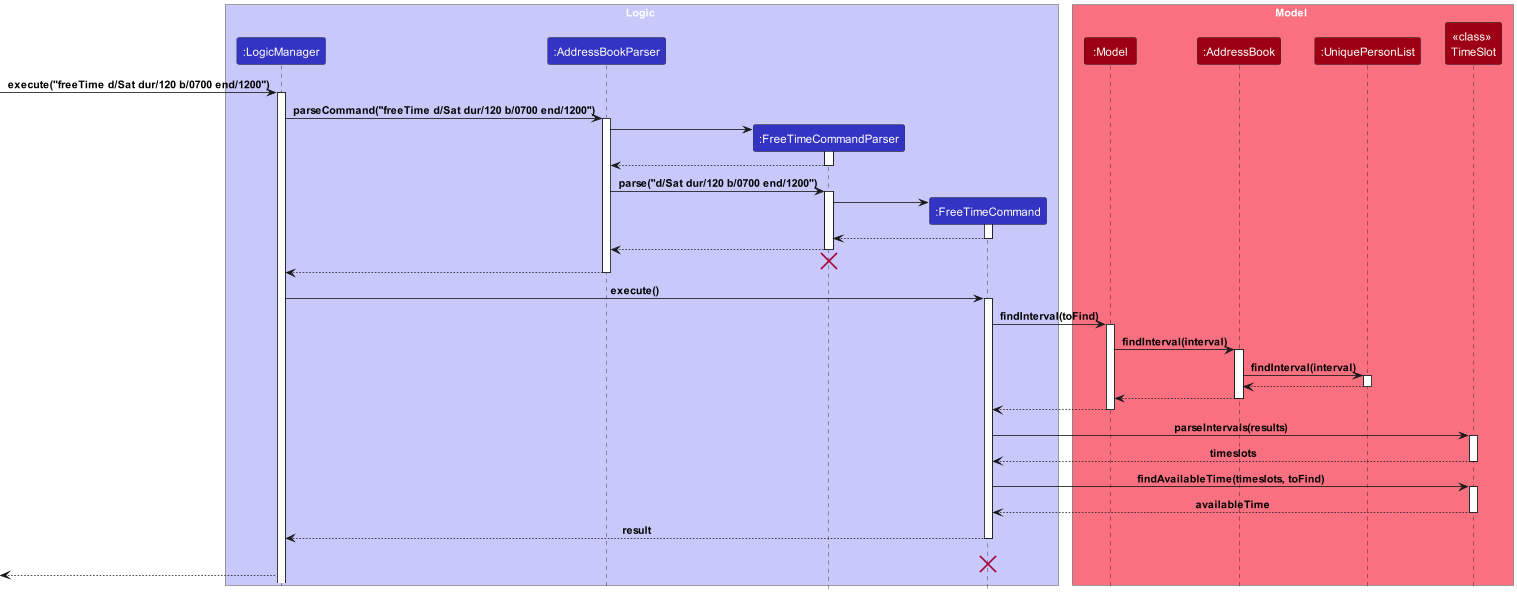 Logic
Model
:LogicManager
:AddressBookParser
:Model
:AddressBook
:UniquePersonList
«class»
TimeSlot
execute("freeTime d/Sat dur/120 b/0700 end/1200")
parseCommand("freeTime d/Sat dur/120 b/0700 end/1200")
:FreeTimeCommandParser
parse("d/Sat dur/120 b/0700 end/1200")
:FreeTimeCommand
execute()
findInterval(toFind)
findInterval(interval)
findInterval(interval)
parseIntervals(results)
timeslots
findAvailableTime(timeslots, toFind)
availableTime
result